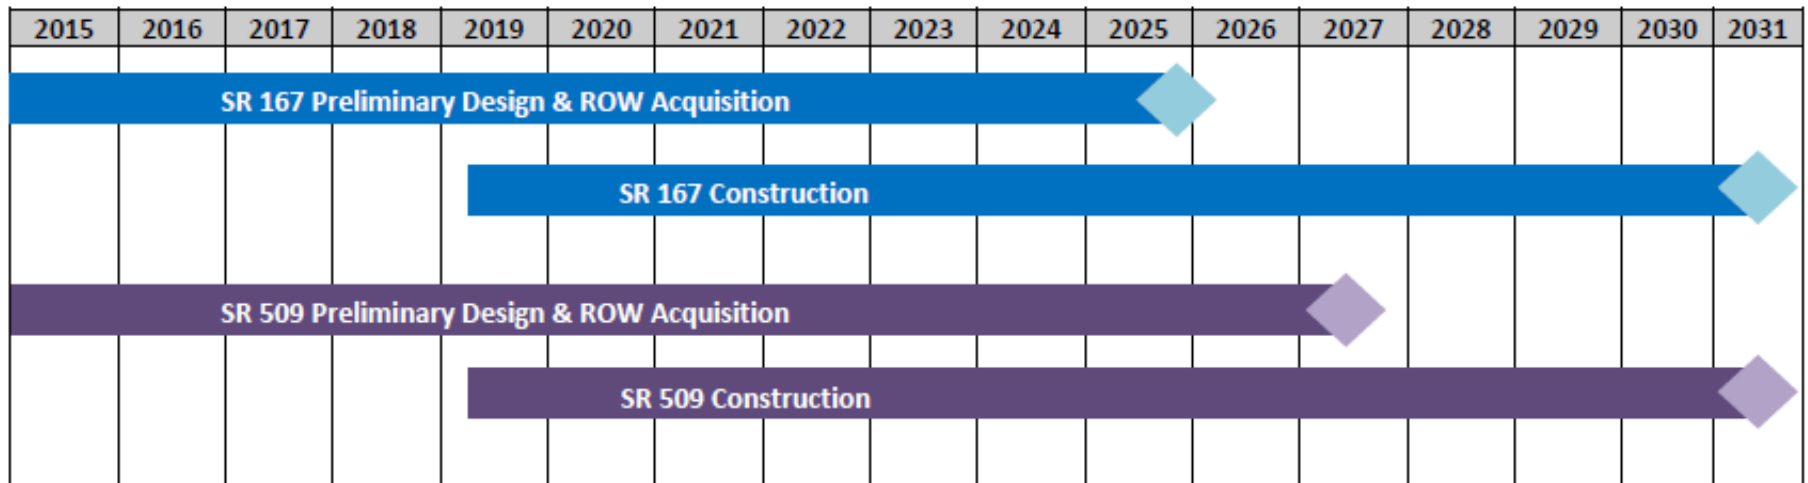 2015 2016 2017 2018 2019 2020 2021 2022 2023 2024 2025 2026 2027 2028 2029 2030 2031
SR 167 Preliminary Design & ROW Acquisition
SR 167 Construction
SR 509 Preliminary Design & ROW Acquisition
SR 509 Construction